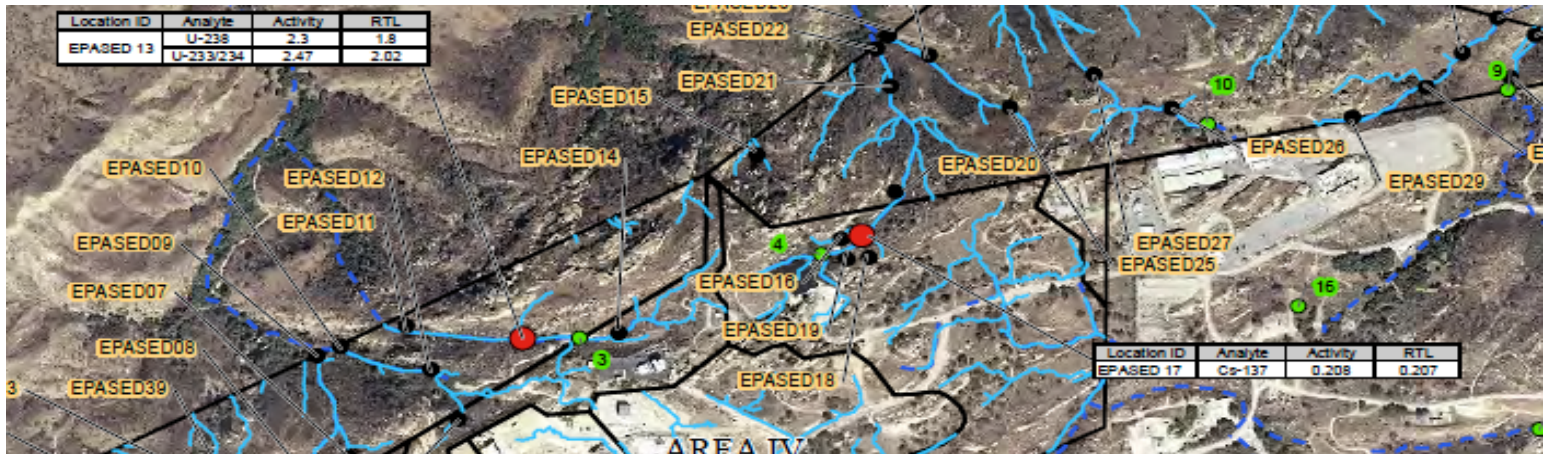 Location ID Analyte Activity RTL
EPASED 13 U-238 2.3 1.8
U-233/234 2.47 2.02
EPASED22
EPASED21
EPASED15
10
9
EPASED14
EPASED20
EPASED26
EPASED10
EPASED12
EPASED29
EPASED11
EPASED09
4
EPASED27
EPASED25
EPASED16
EPASED07
16
EPASED19
EPASED08
3
Location ID Analyte Activity RTL
EPASED 17 Cs-137 0.208 0.207
EPASED18
EPASED39
3
AREA IV